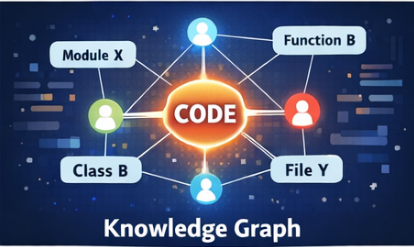 Module X
Function B
CODE
Class B
File Y
Knowledge Graph